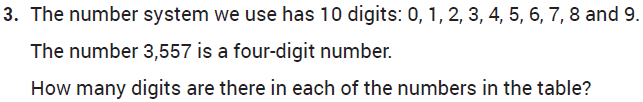 3. The number system we use has 10 digits: 0, 1, 2, 3, 4, 5, 6, 7, 8 and 9.
The number 3,557 is a four-digit number.
How many digits are there in each of the numbers in the table?